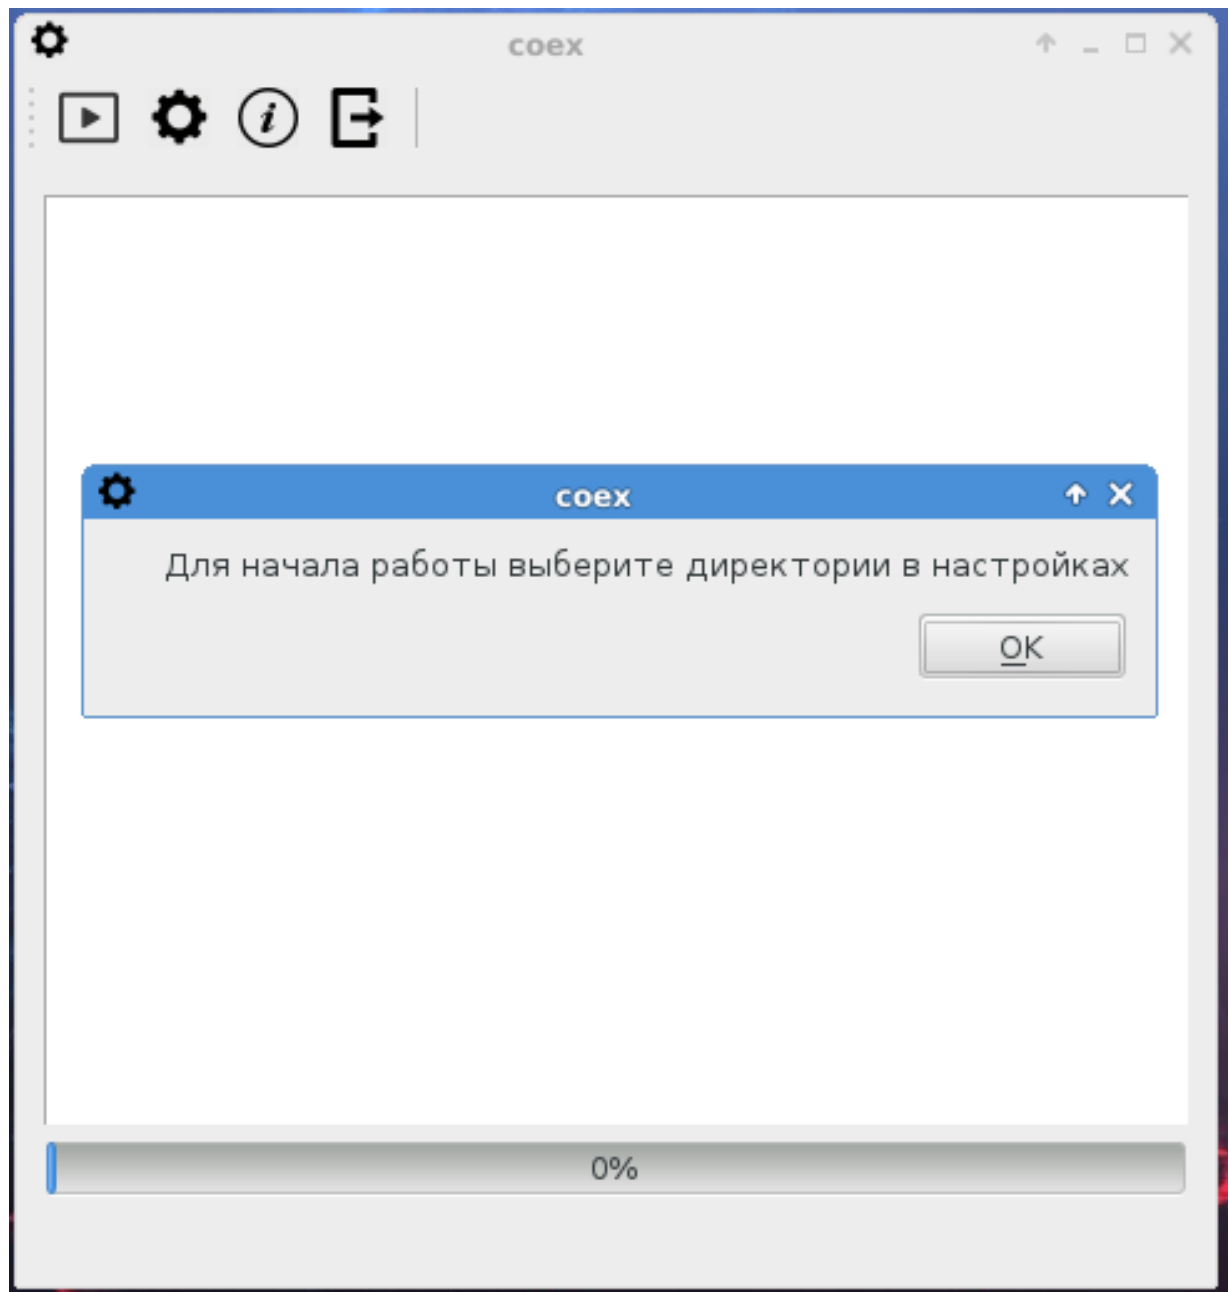 coex
coex
Для начала работы выберите директории в настройках
OK
0%